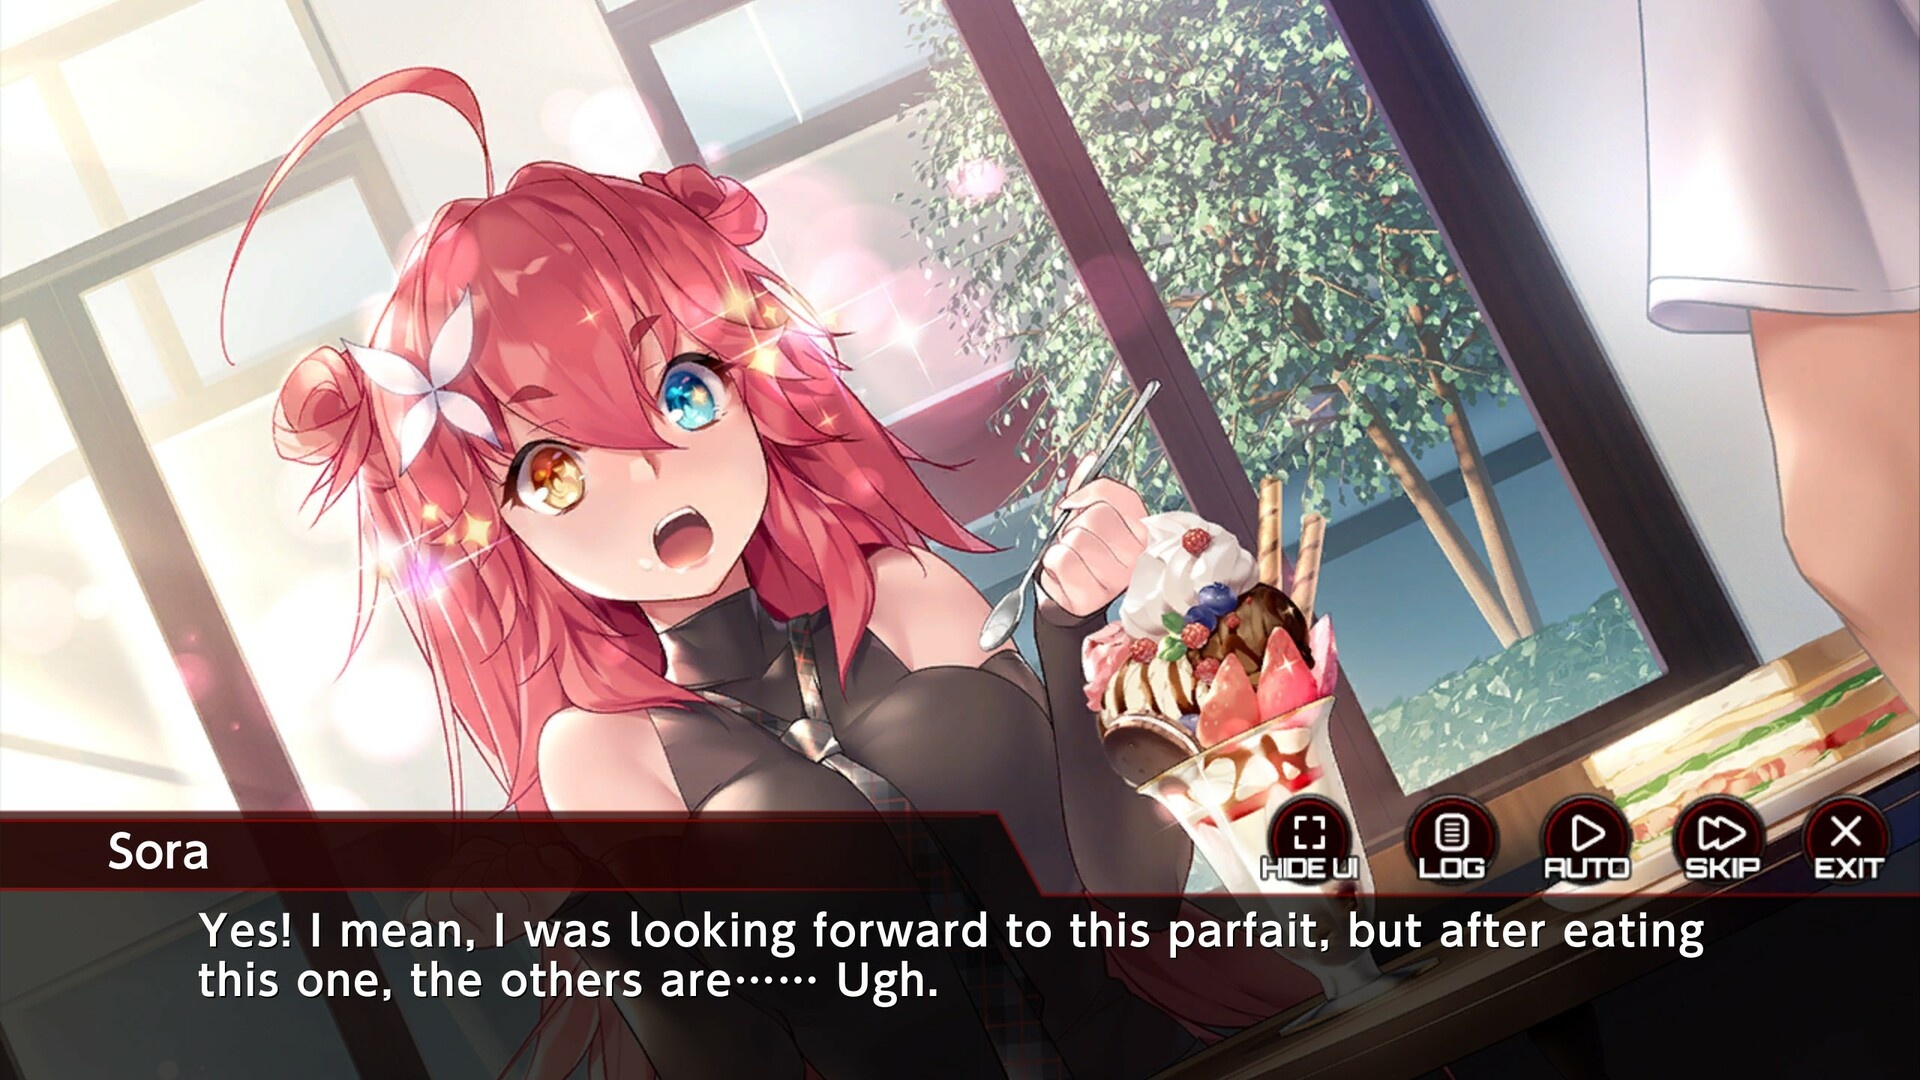 Sora
HIDE UI
LOG
AUTO
SKIP
EXIT
Yes! I mean, I was looking forward to this parfait, but after eating
this one, the others are⋯⋯ Ugh.